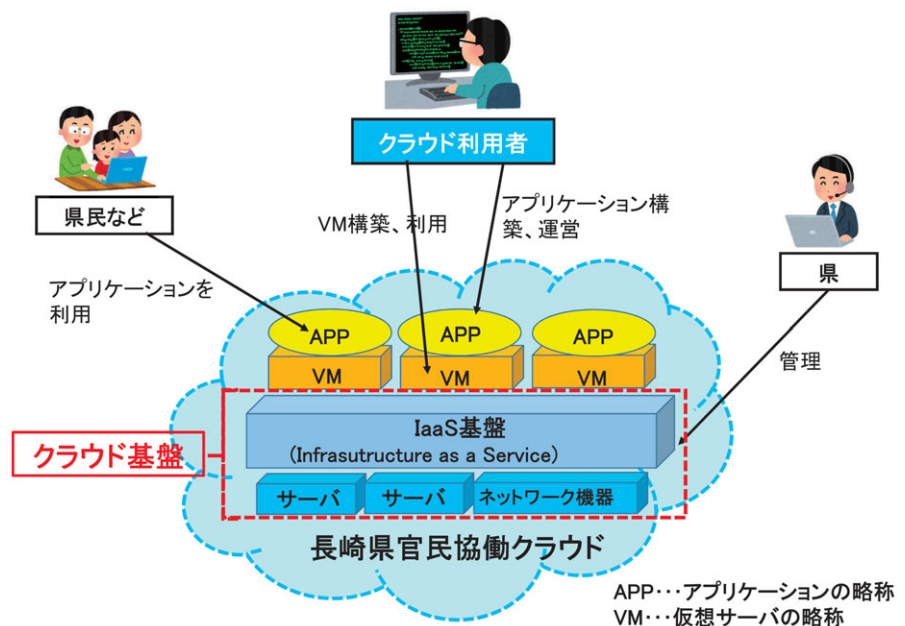 クラウド利用者
県民など
VM構築、利用
アプリケーション構
築、運営
県
アプリケーションを
利用
管理
APP
APP
APP
VM
VM
VM
IaaS基盤
(Infrasutructure as a Service)
クラウド基盤
サーバ
サーバ
ネットワーク機器
長崎県官民協働クラウド
APP･･･アプリケーションの略称
VM･･･仮想サーバの略称